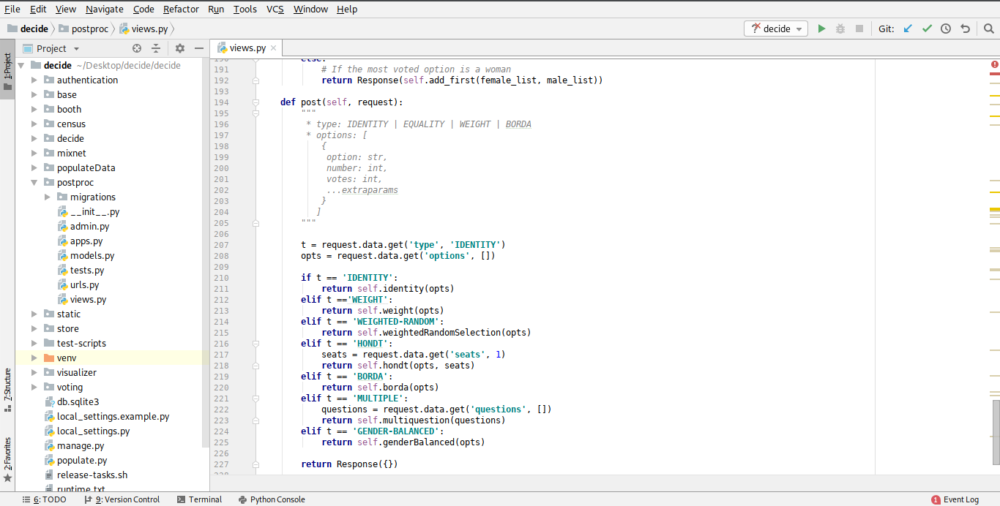 File Edit View Navigate Code Refactor Run Tools VCS Window Help
decide postproc views.py decide Git:
1:Project
Project
views.py
decide ~/Desktop/decide/decide
authentication
base
booth
census
decide
mixnet
populateData
postproc
migrations
__init__.py
admin.py
apps.py
models.py
tests.py
urls.py
views.py
static
store
test-scripts
venv
visualizer
voting
db.sqlite3
local_settings.example.py
local_settings.py
manage.py
populate.py
release-tasks.sh
runtime.txt
7:Structure
2:Favorites
190 else:
191 # If the most voted option is a woman
192 return Response(self.add_first(female_list, male_list))
193
194 def post(self, request):
195 """
196 * type: IDENTITY | EQUALITY | WEIGHT | BORDA
197 * options: [
198 {
199 option: str,
200 number: int,
201 votes: int,
202 ...extraparams
203 }
204 ]
205 """
206
207 t = request.data.get('type', 'IDENTITY')
208 opts = request.data.get('options', [])
209
210 if t == 'IDENTITY':
211 return self.identity(opts)
212 elif t =='WEIGHT':
213 return self.weight(opts)
214 elif t == 'WEIGHTED-RANDOM':
215 return self.weightedRandomSelection(opts)
216 elif t == 'HONDT':
217 seats = request.data.get('seats', 1)
218 return self.hondt(opts, seats)
219 elif t == 'BORDA':
220 return self.borda(opts)
221 elif t == 'MULTIPLE':
222 questions = request.data.get('questions', [])
223 return self.multiquestion(questions)
224 elif t == 'GENDER-BALANCED':
225 return self.genderBalanced(opts)
226
227 return Response({})
228
6: TODO 9: Version Control Terminal Python Console 1 Event Log